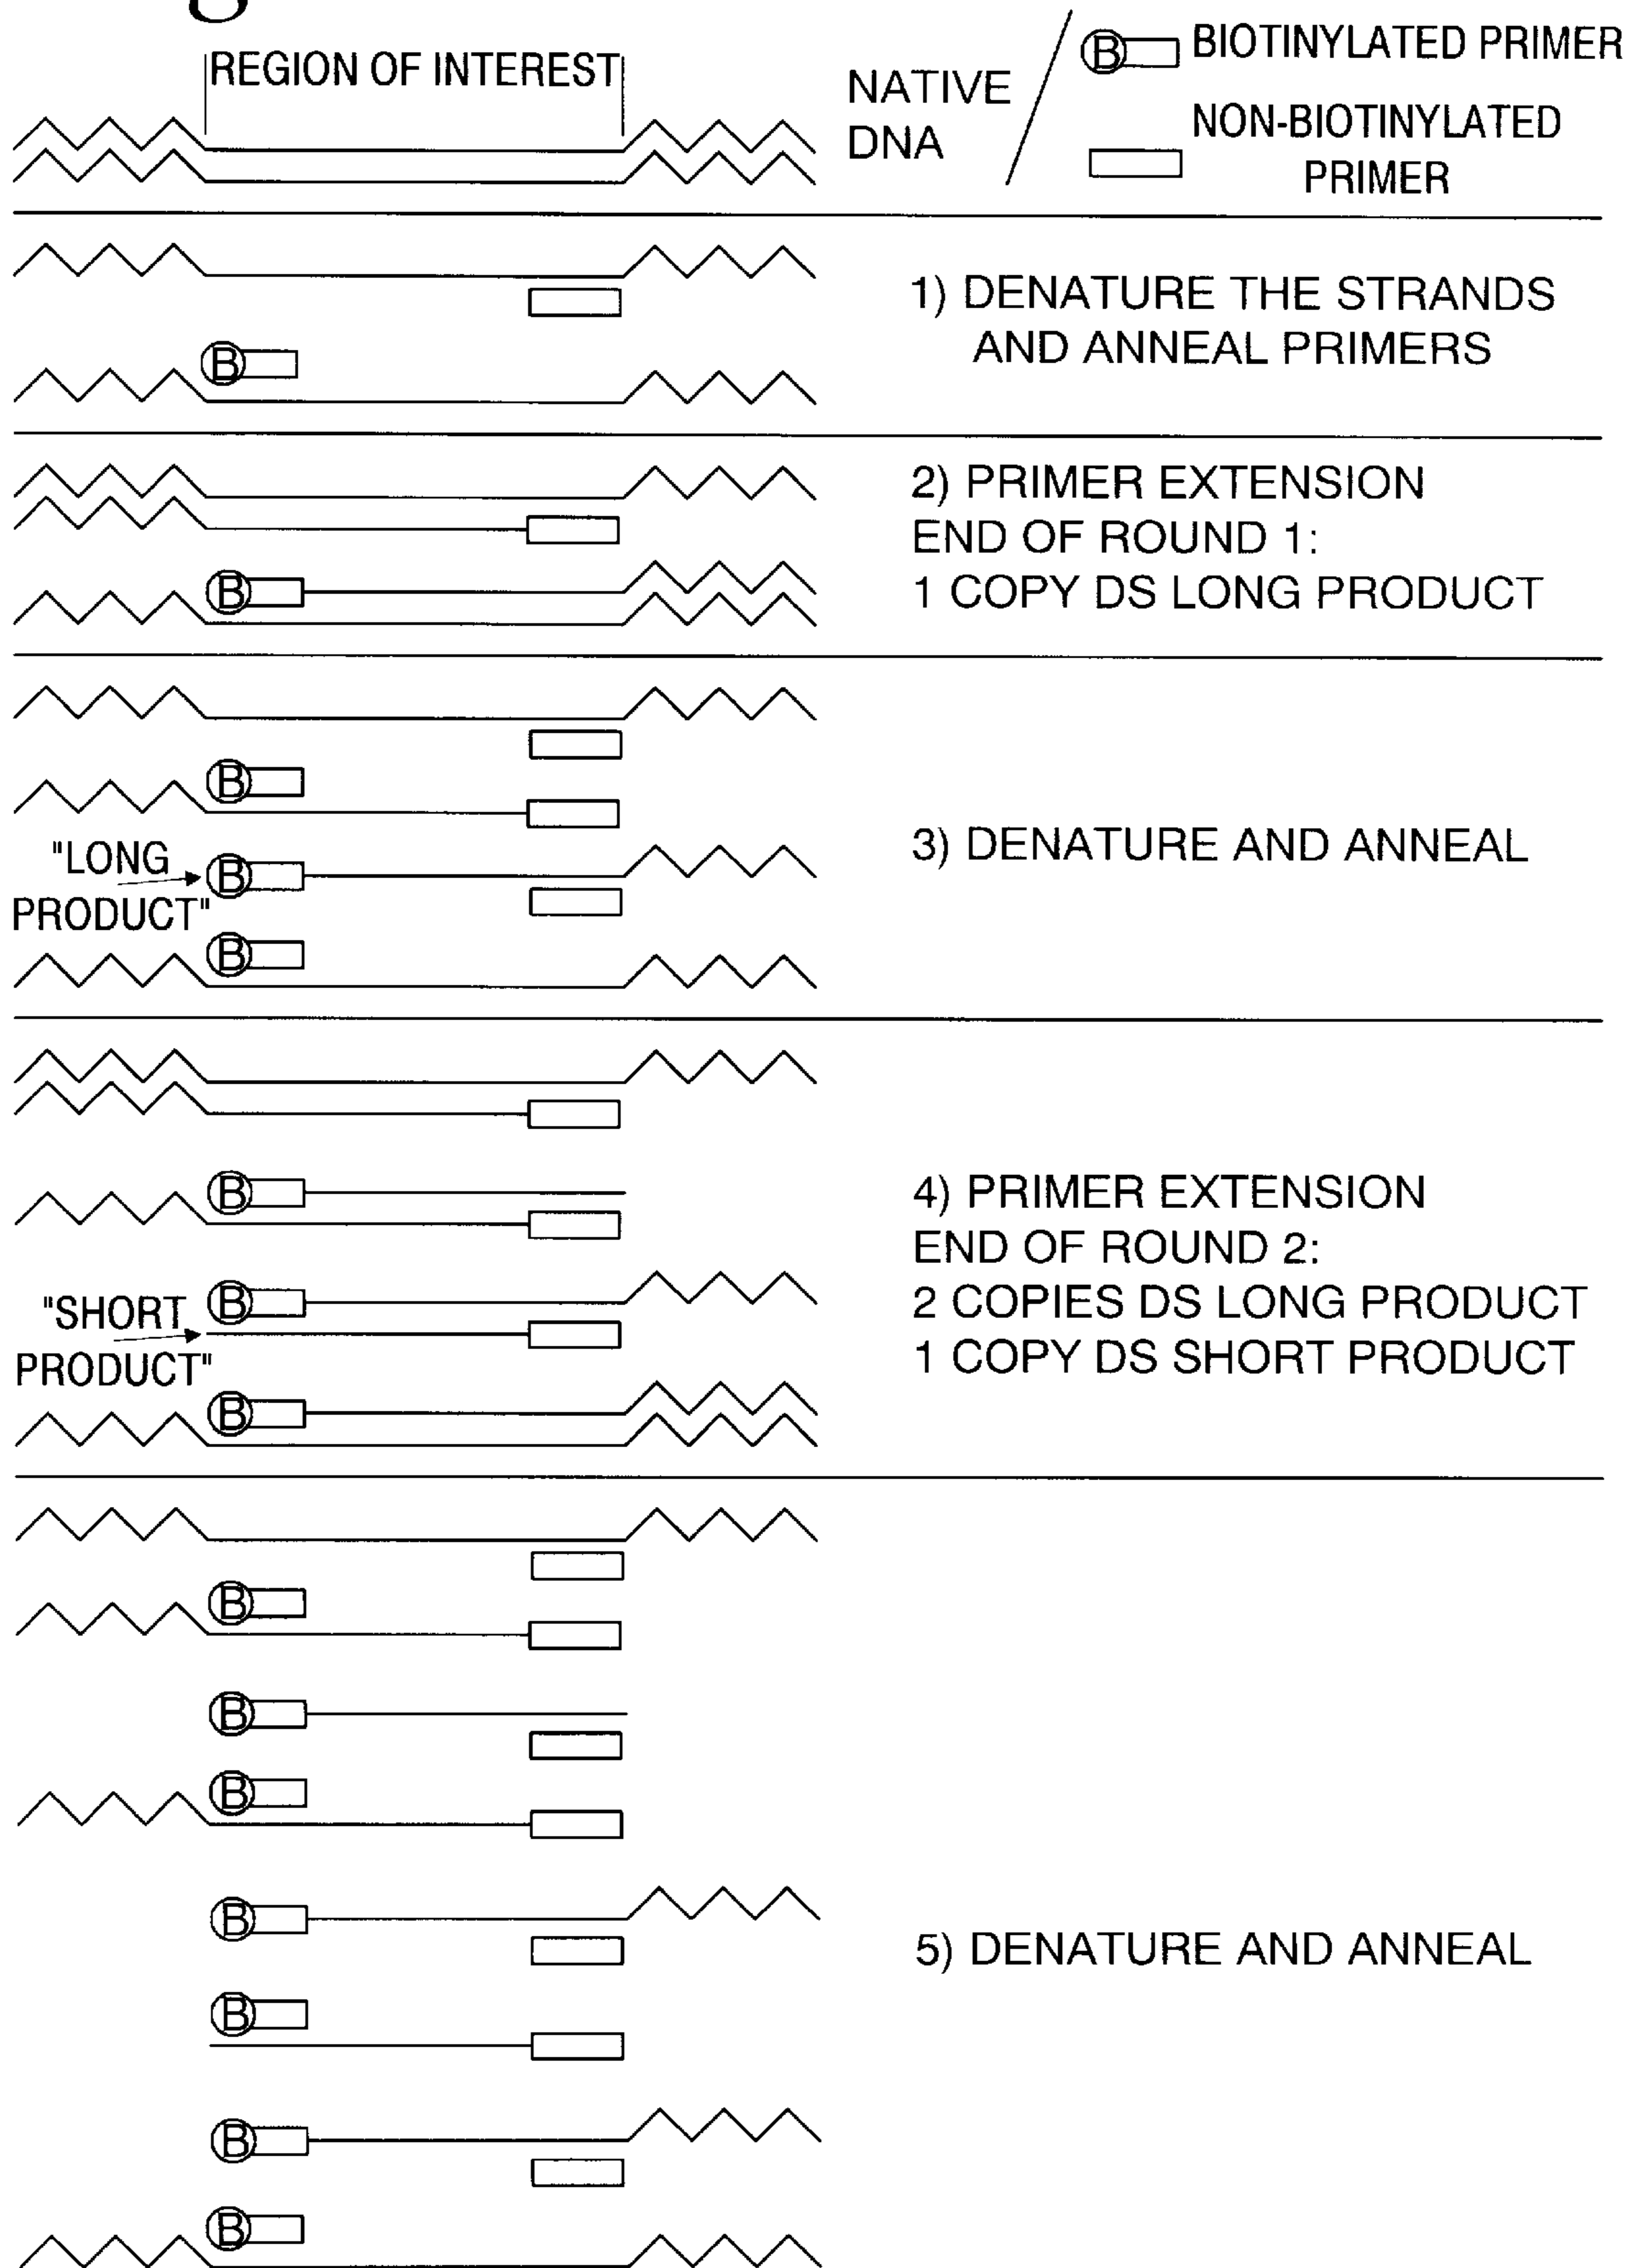 REGION OF INTEREST
NATIVE
DNA
B BIOTINYLATED PRIMER
NON-BIOTINYLATED
PRIMER
1) DENATURE THE STRANDS
AND ANNEAL PRIMERS
B
2) PRIMER EXTENSION
END OF ROUND 1:
1 COPY DS LONG PRODUCT
B
B
"LONG
PRODUCT"
B
B
3) DENATURE AND ANNEAL
B
"SHORT
PRODUCT"
B
B
4) PRIMER EXTENSION
END OF ROUND 2:
2 COPIES DS LONG PRODUCT
1 COPY DS SHORT PRODUCT
B
B
B
B
B
B
B
5) DENATURE AND ANNEAL